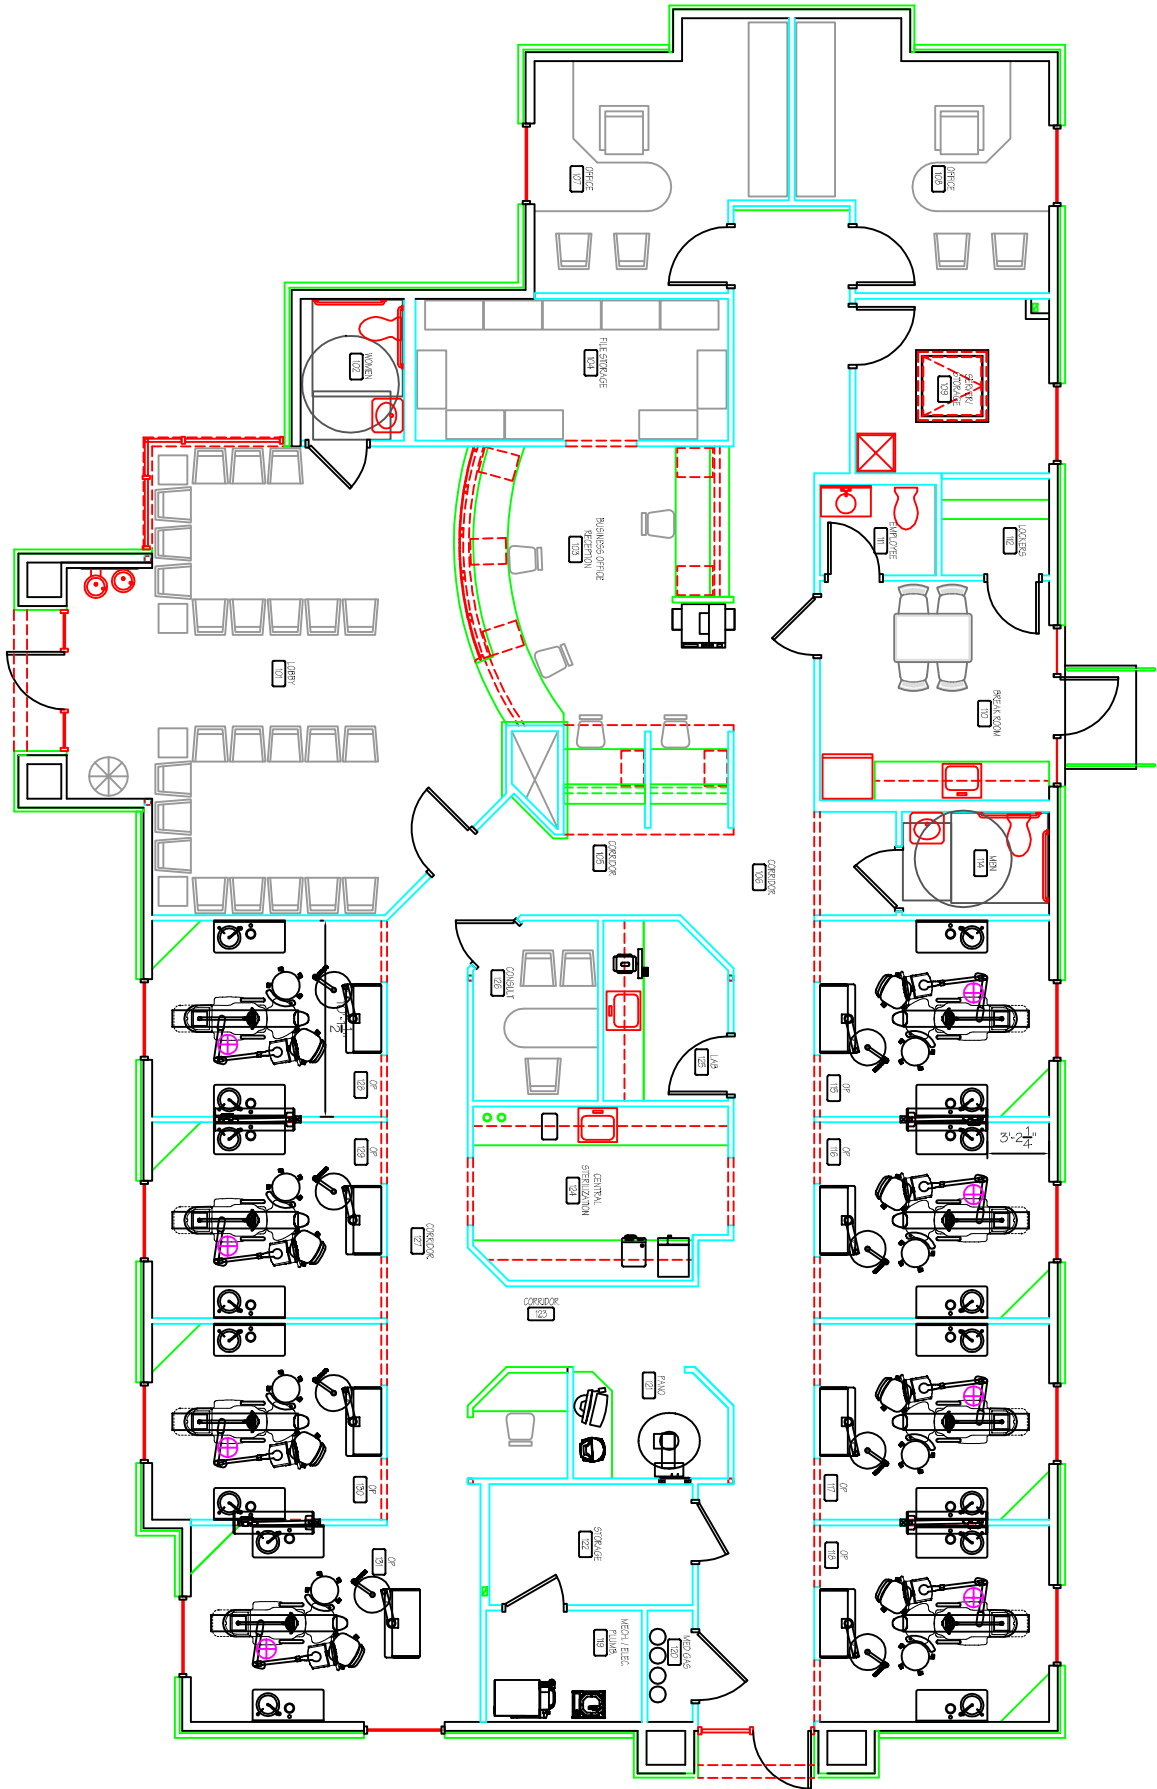 OFFICE
107
OFFICE
108
WOMEN
102
FILE STORAGE
104
SERVER/
STORAGE
109
BUSINESS OFFICE
RECEPTION
103
EMPLOYEE
111
LOCKERS
112
LOBBY
101
BREAK ROOM
110
CORRIDOR
105
CORRIDOR
106
MEN
114
CONSULT
126
LAB
125
OP
128
OP
115
3'-2 1/4"
OP
129
OP
116
CENTRAL
STERILIZATION
124
CORRIDOR
127
CORRIDOR
123
PANO
121
OP
130
OP
117
STORAGE
122
OP
131
OP
118
MECH./ ELEC.
PLUMB.
119
MED GAS
120